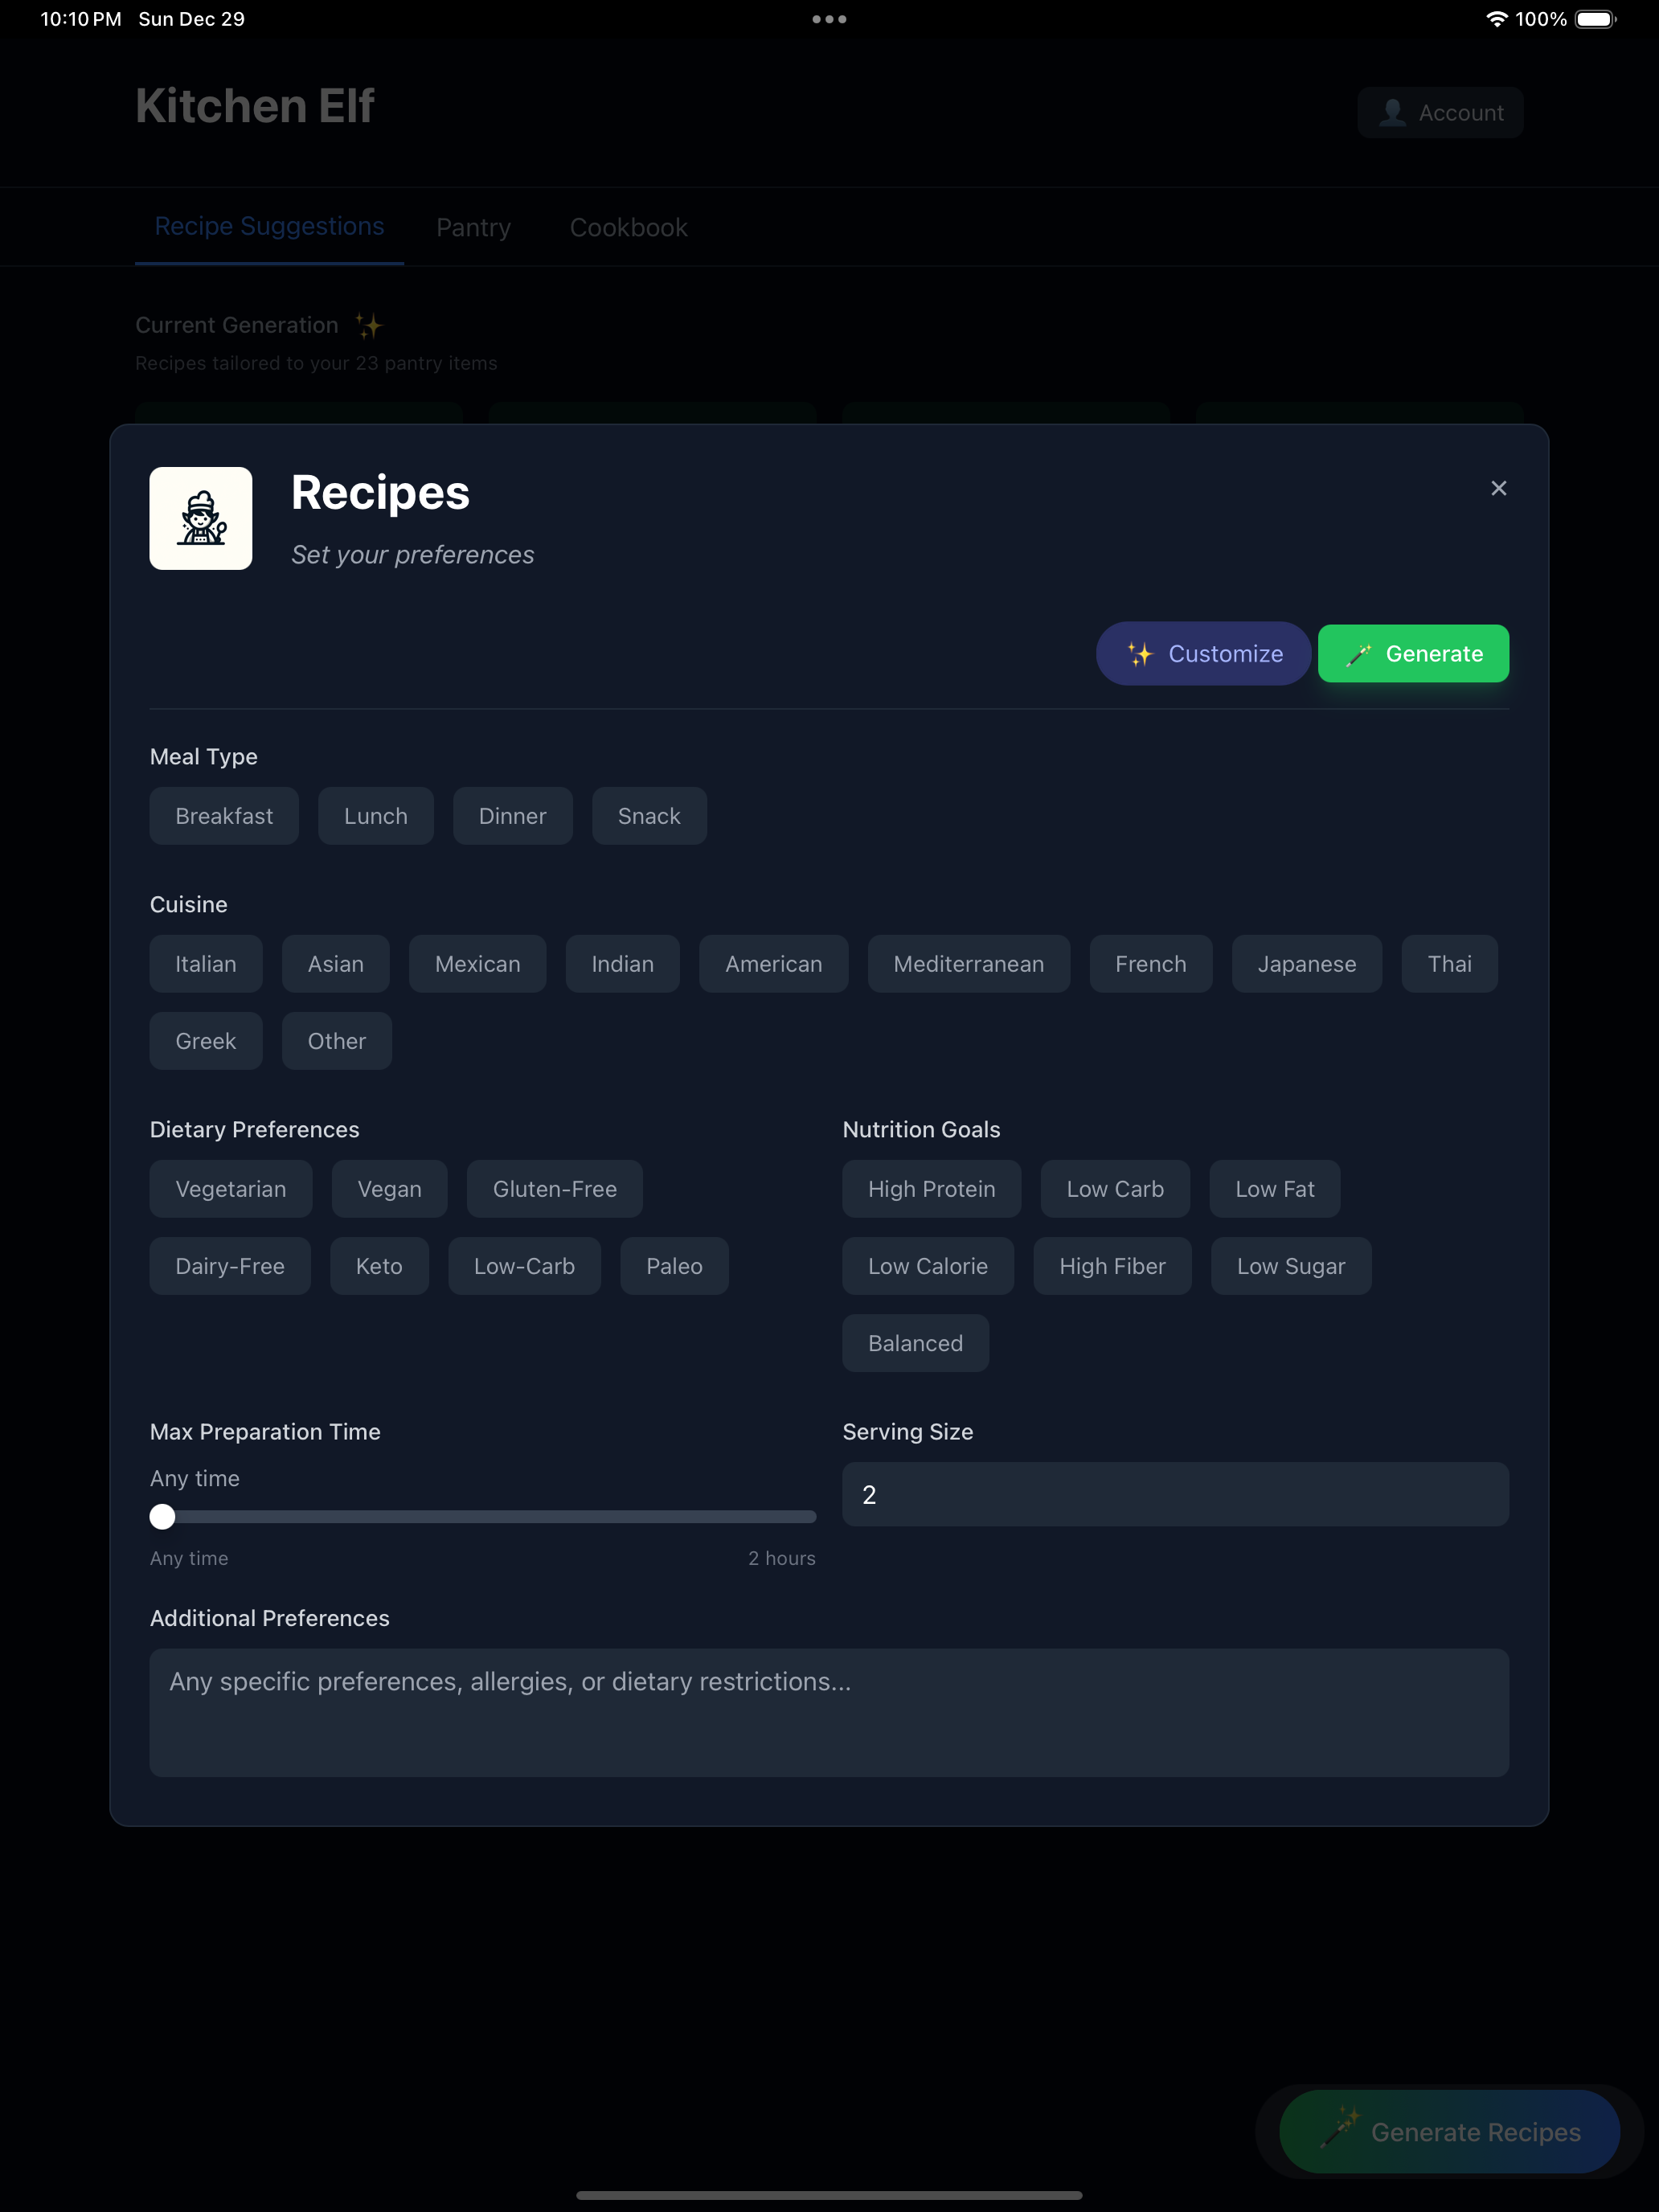 10:10 PM Sun Dec 29
100%
Kitchen Elf
Account
Recipe Suggestions Pantry Cookbook
Current Generation
Recipes tailored to your 23 pantry items
Recipes
Set your preferences
Customize Generate
Meal Type
Breakfast Lunch Dinner Snack
Cuisine
Italian Asian Mexican Indian American Mediterranean French Japanese Thai
Greek Other
Dietary Preferences
Vegetarian Vegan Gluten-Free
Dairy-Free Keto Low-Carb Paleo
Nutrition Goals
High Protein Low Carb Low Fat
Low Calorie High Fiber Low Sugar
Balanced
Max Preparation Time
Any time
Any time 2 hours
Serving Size
2
Additional Preferences
Any specific preferences, allergies, or dietary restrictions...
Generate Recipes